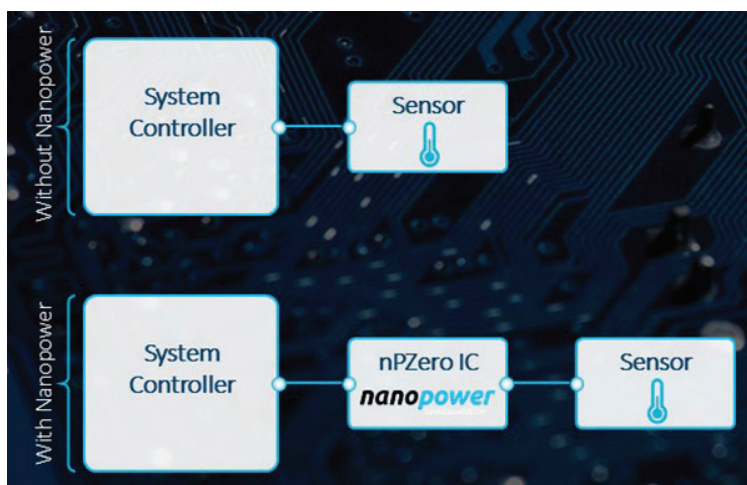 Without Nanopower
System
Controller
Sensor
With Nanopower
System
Controller
nPZero IC
nanopower
Sensor